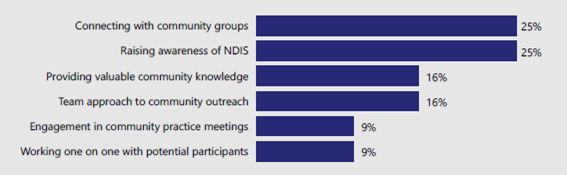 Connecting with community groups 25%
Raising awareness of NDIS 25%
Providing valuable community knowledge 16%
Team approach to community outreach 16%
Engagement in community practice meetings 9%
Working one on one with potential participants 9%